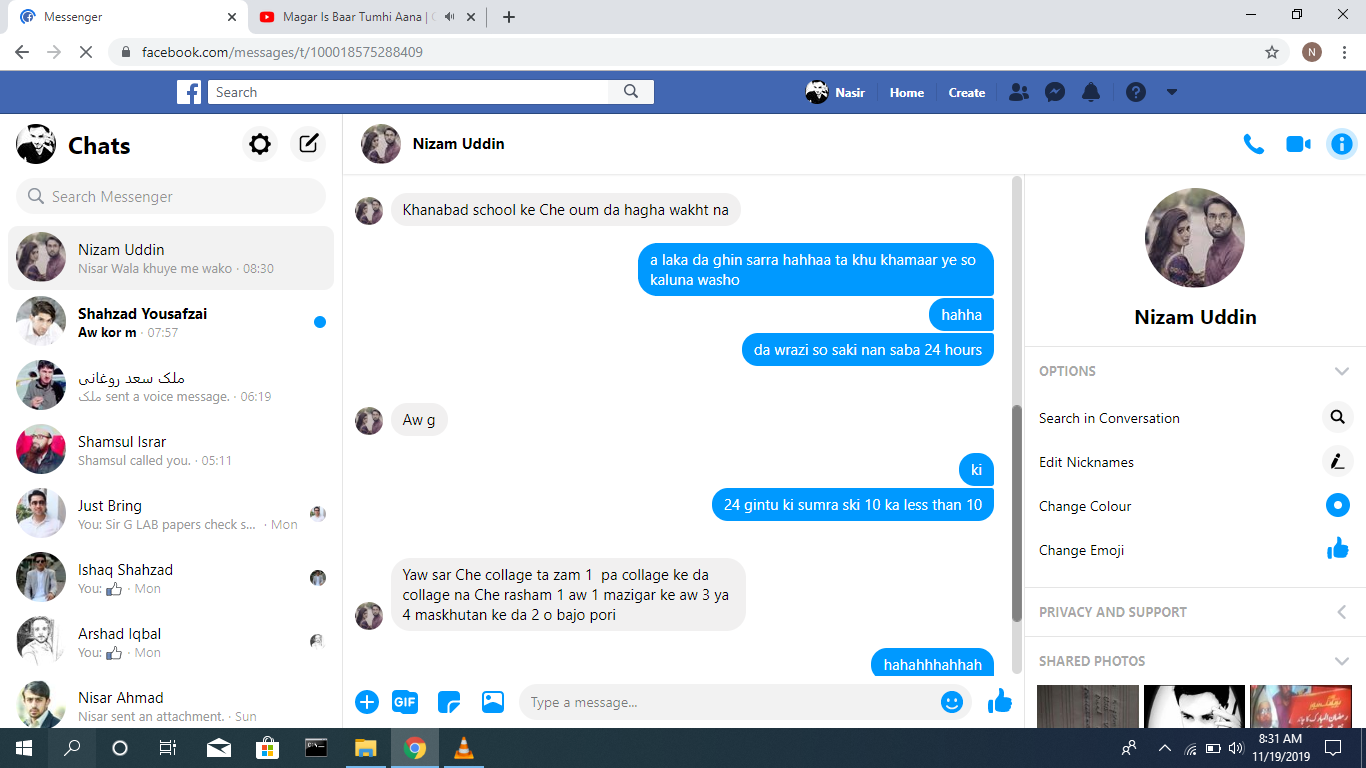 Messenger
Magar Is Baar Tumhi Aana | 
facebook.com/messages/t/100018575288409
N
Search
Nasir
Home
Create
Chats
Search Messenger
Nizam Uddin
Nisar Wala khuye me wako · 08:30
Shahzad Yousafzai
Aw kor m · 07:57
ملک سعد روغانی
ملک sent a voice message. · 06:19
Shamsul Israr
Shamsul called you. · 05:11
Just Bring
You: Sir G LAB papers check s... · Mon
Ishaq Shahzad
You: 👍 · Mon
Arshad Iqbal
You: 👍 · Mon
Nisar Ahmad
Nisar sent an attachment. · Sun
Nizam Uddin
Khanabad school ke Che oum da hagha wakht na
a laka da ghin sarra hahhaa ta khu khamaar ye so
kaluna washo
hahha
da wrazi so saki nan saba 24 hours
Aw g
ki
24 gintu ki sumra ski 10 ka less than 10
Yaw sar Che collage ta zam 1 pa collage ke da
collage na Che rasham 1 aw 1 mazigar ke aw 3 ya
4 maskhutan ke da 2 o bajo pori
hahahhhahhah
GIF
Type a message...
Nizam Uddin
OPTIONS
Search in Conversation
Edit Nicknames
Change Colour
Change Emoji
PRIVACY AND SUPPORT
SHARED PHOTOS
8:31 AM
11/19/2019